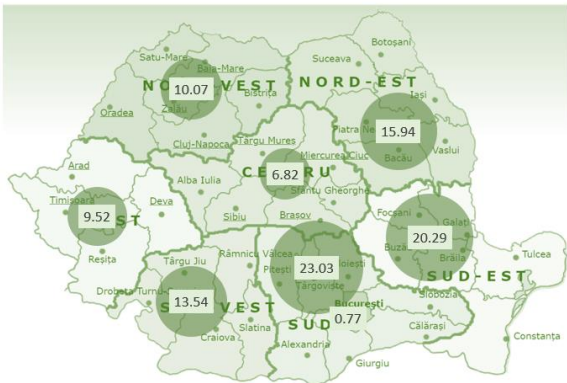 Botoșani
Satu-Mare
Suceava
Baia-Mare
NO
VEST
NORD-EST
10.07
Bistrița
Iași
Zalău
Oradea
15.94
Piatra Ne
Cluj-Napoca
Târgu Mureș
Vaslui
Miercurea Ciuc
Bacău
Arad
CE
RU
6.82
Alba Iulia
Sfântu Gheorghe
Timișoara
Deva
9.52
ST
Sibiu
Brașov
Focșani
Galați
20.29
Reșița
Buză
Brăila
Târgu Jiu
Râmnicu Vâlcea
23.03
Ploiești
Tulcea
Pitești
SUD-EST
Târgoviște
Drobeta Turnu-
13.54
S
VEST
București
Slobozia
0.77
SUD
Craiova
Slatina
Călărași
Constanța
Alexandria
Giurgiu